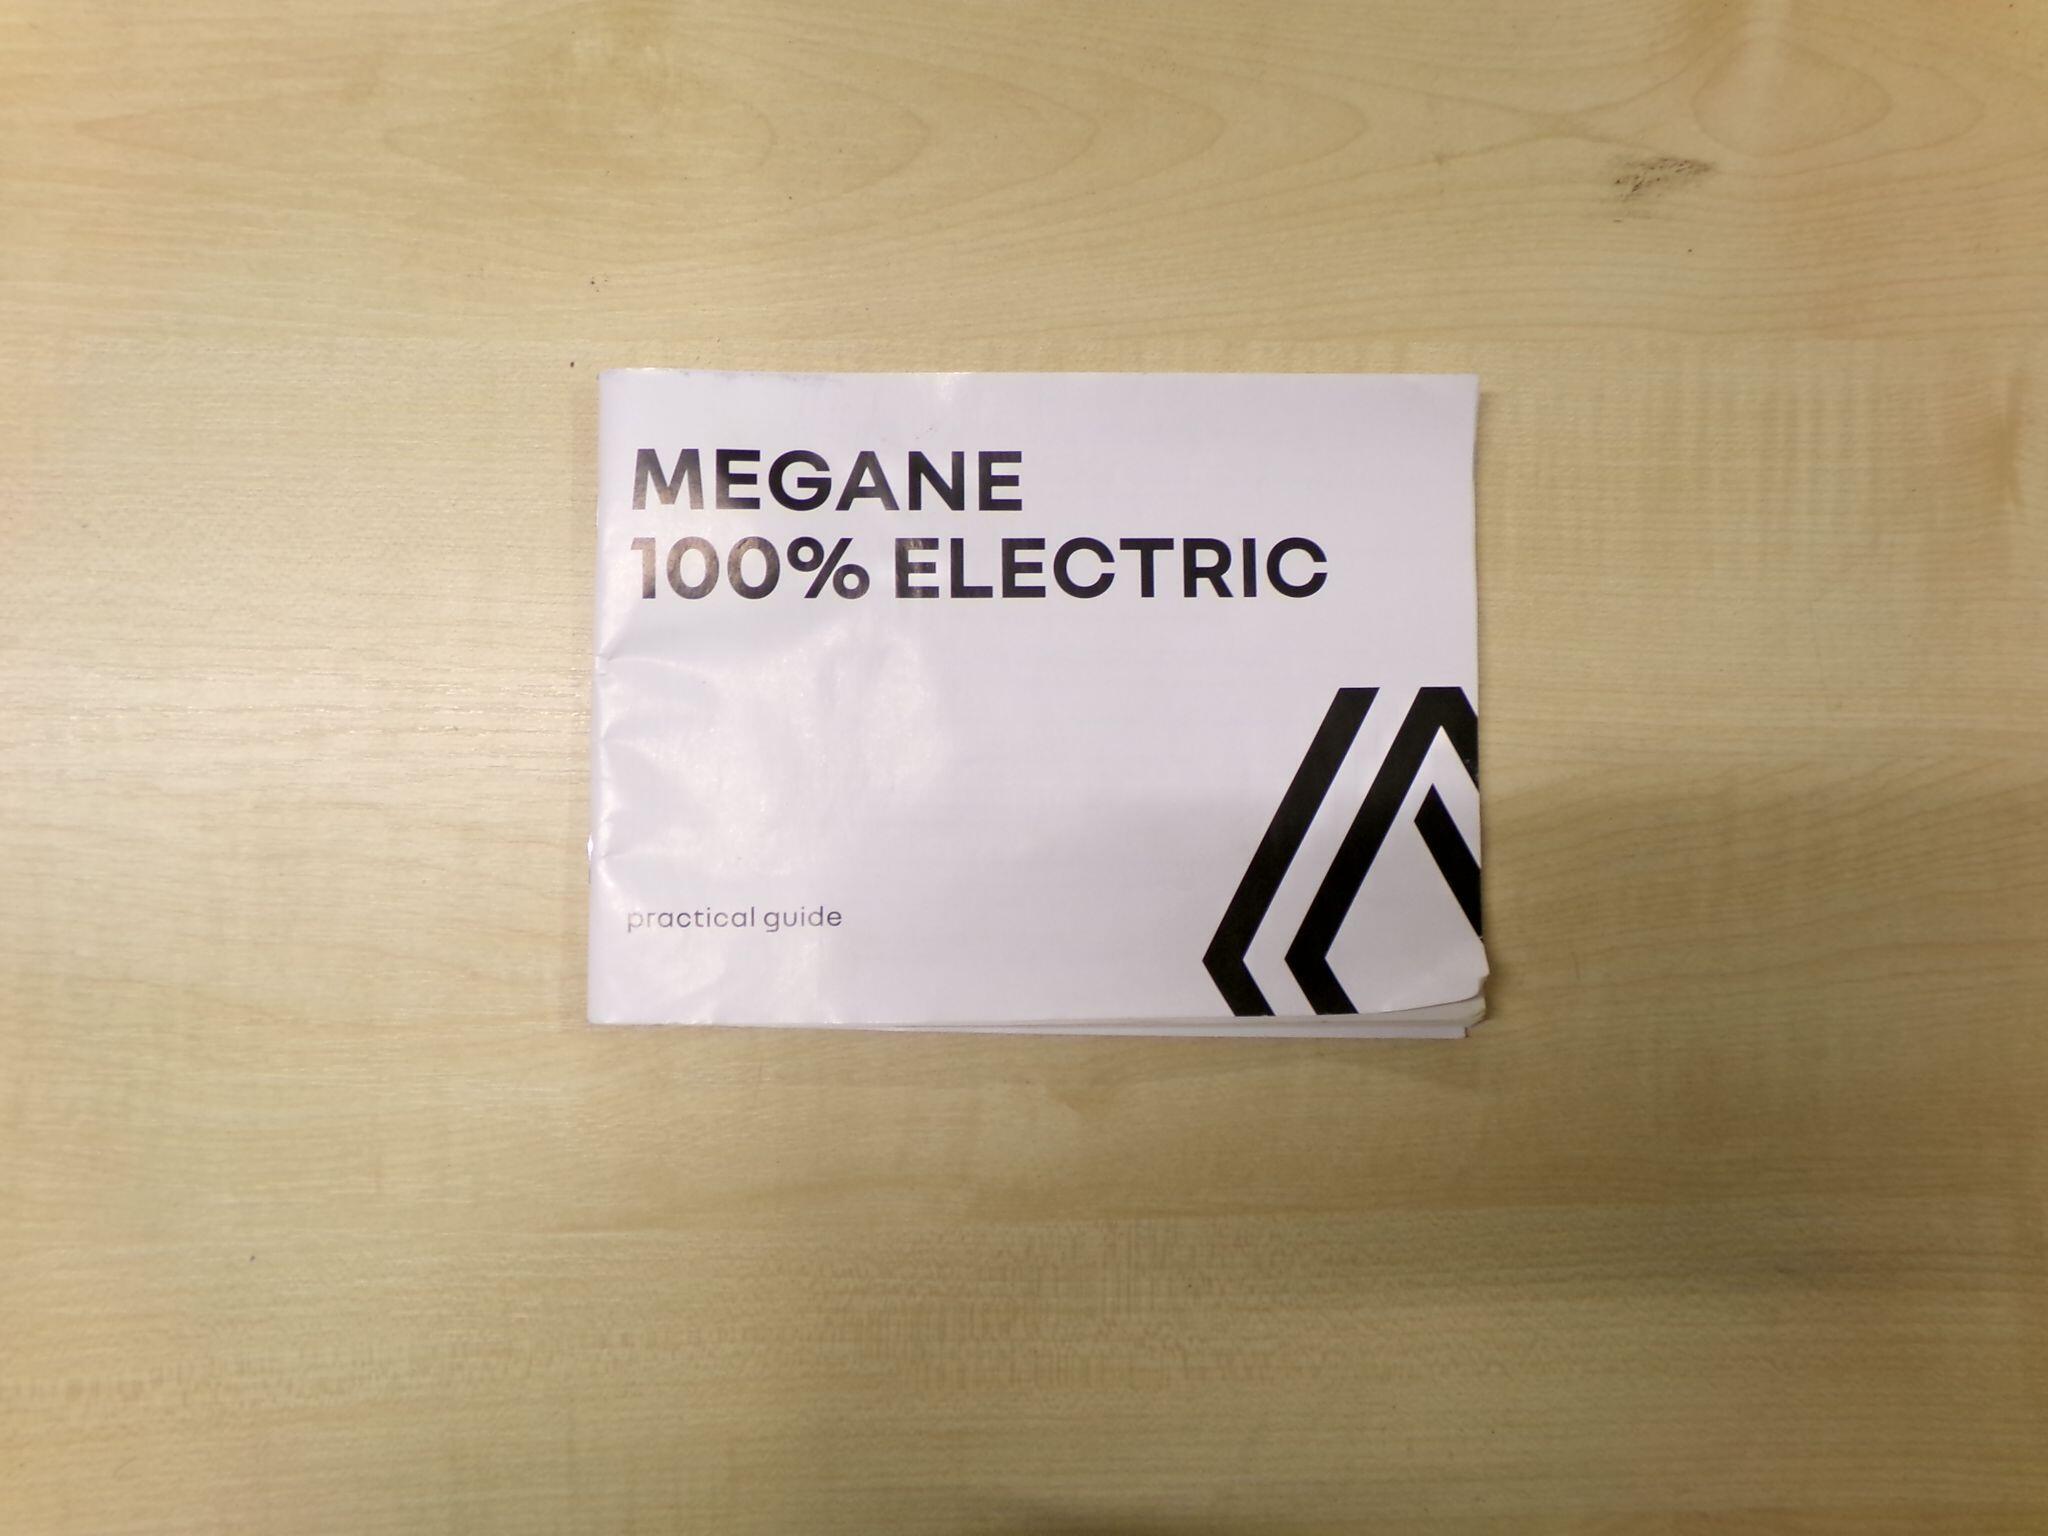 MEGANE
100% ELECTRIC
practical guide